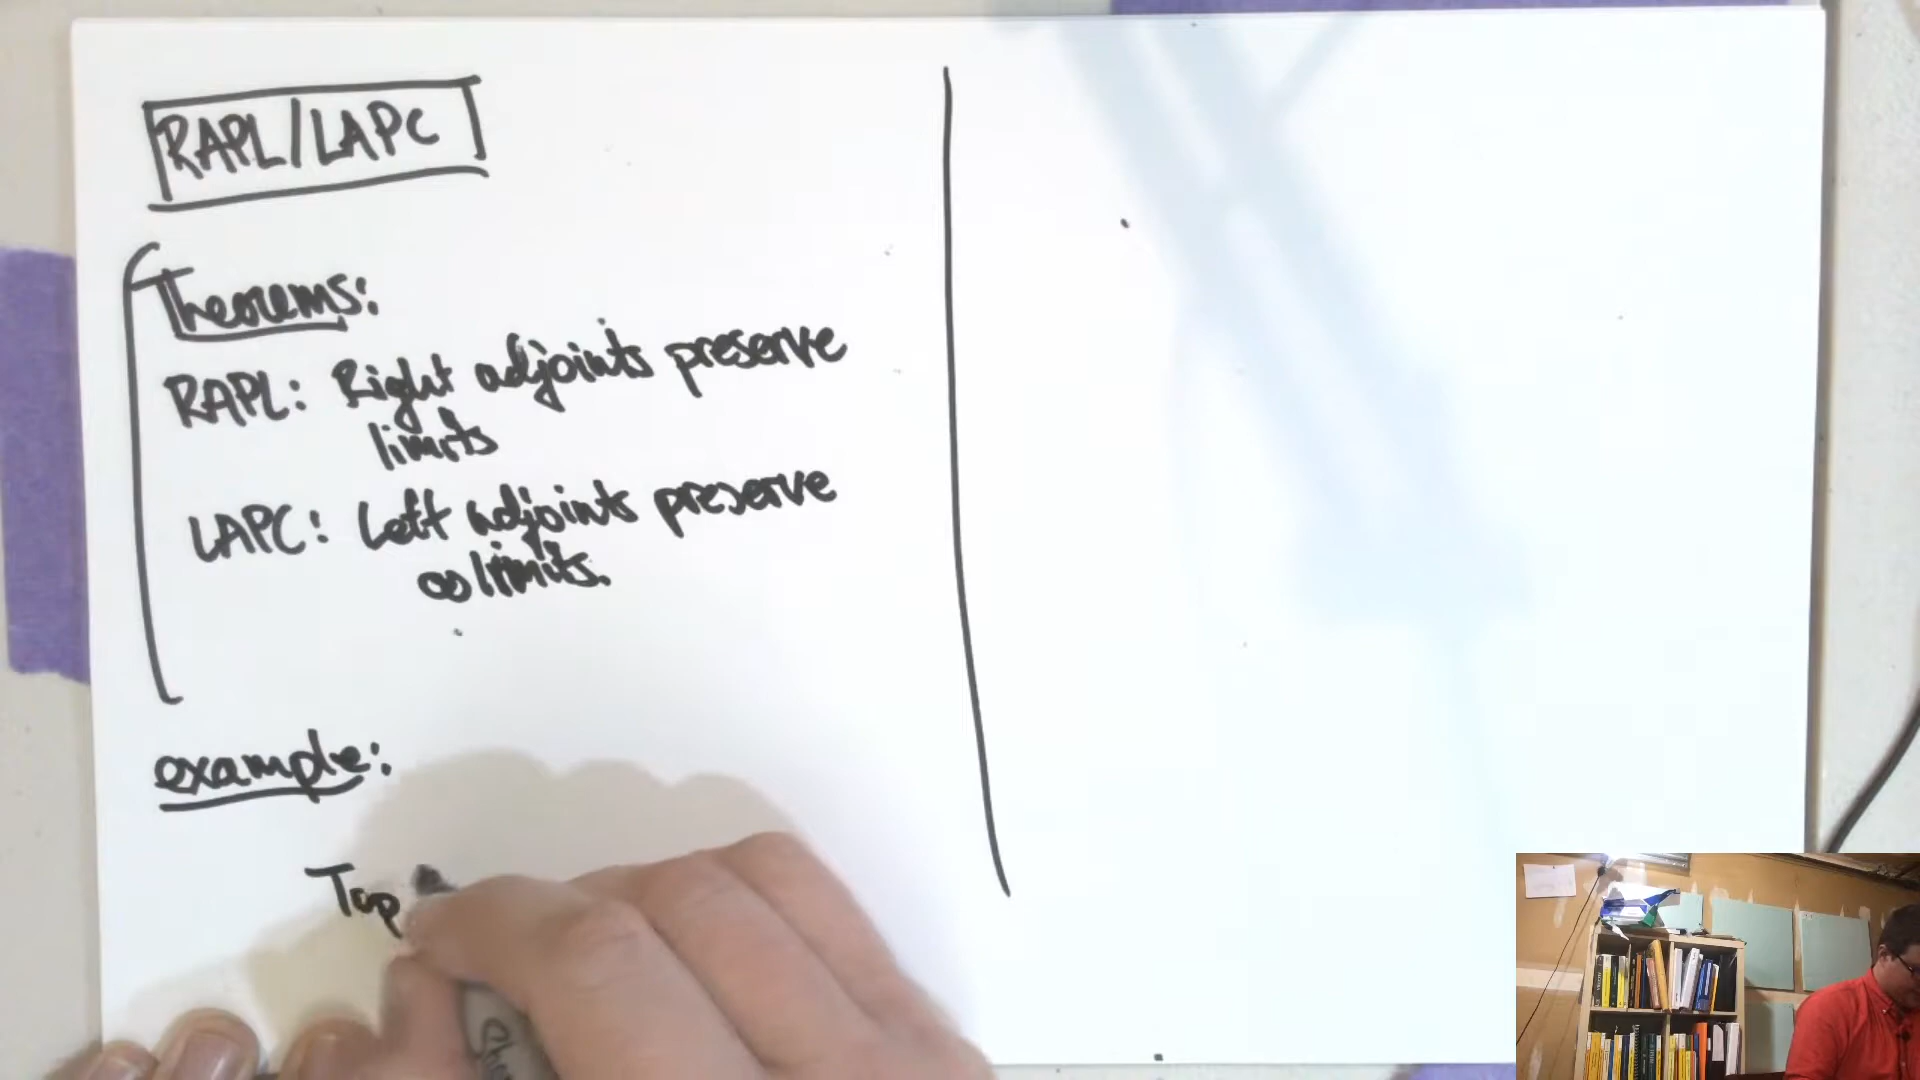 RAPL/LAPC
Theorems:
RAPL: Right adjoints preserve
limits
LAPC: Left adjoints preserve
colimits.
example:
Top